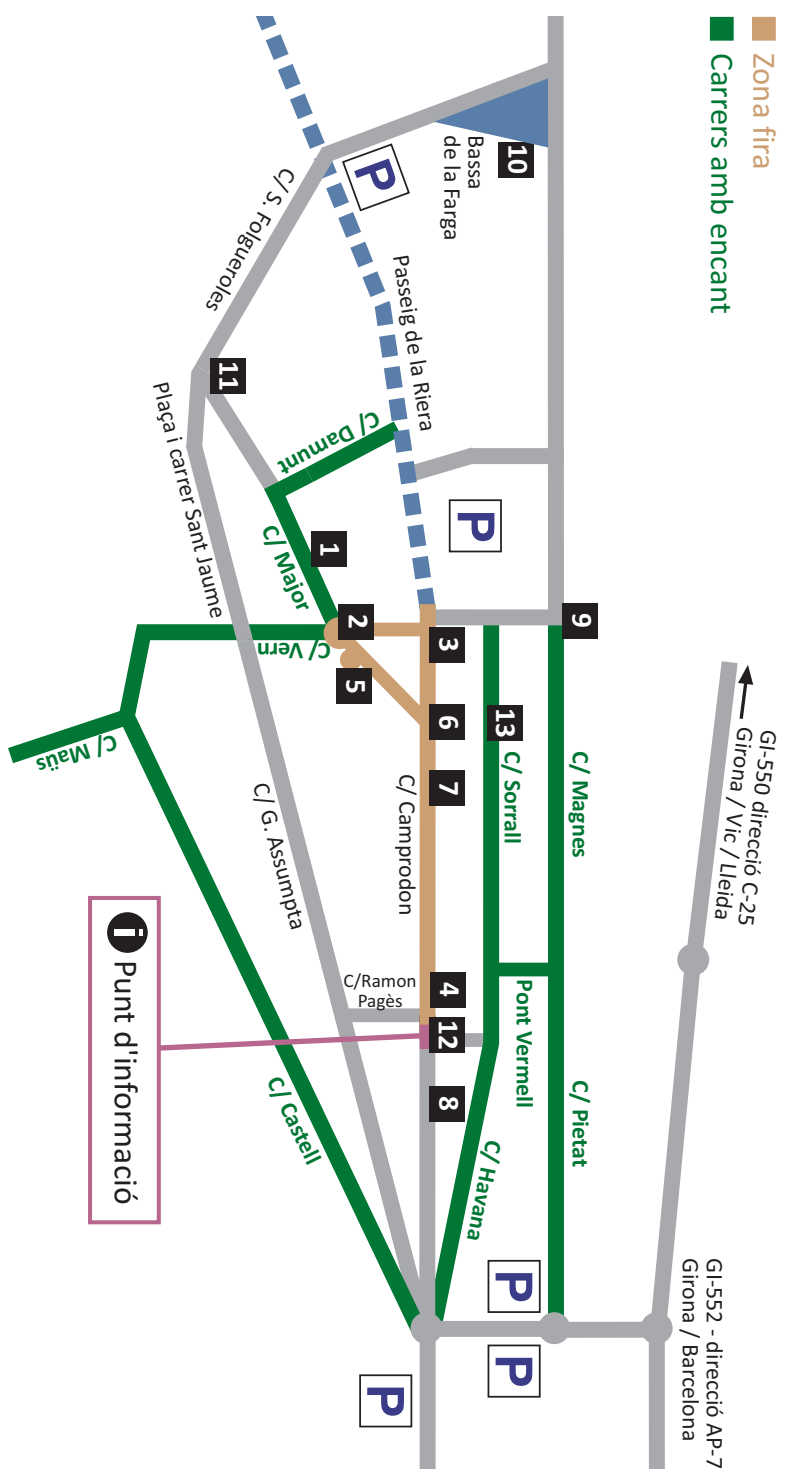 Zona fira
Carrers amb encant
GI-550 direcció C-25
Girona / Vic / Lleida
GI-552 - direcció AP-7
Girona / Barcelona
10
Bassa
de la Farga
P
C/ S. Folgueroles
Passeig de la Riera
11
C/ Damunt
Plaça i carrer Sant Jaume
P
1
C/ Major
9
2
3
C/ Vern
5
6
13
C/ Maüs
7
C/ Sorrall
C/ Magnes
C/ G. Assumpta
C/ Camprodon
C/Ramon
Pagès
4
12
Pont Vermell
8
C/ Pietat
C/ Havana
C/ Castell
i Punt d'informació
P
P
P